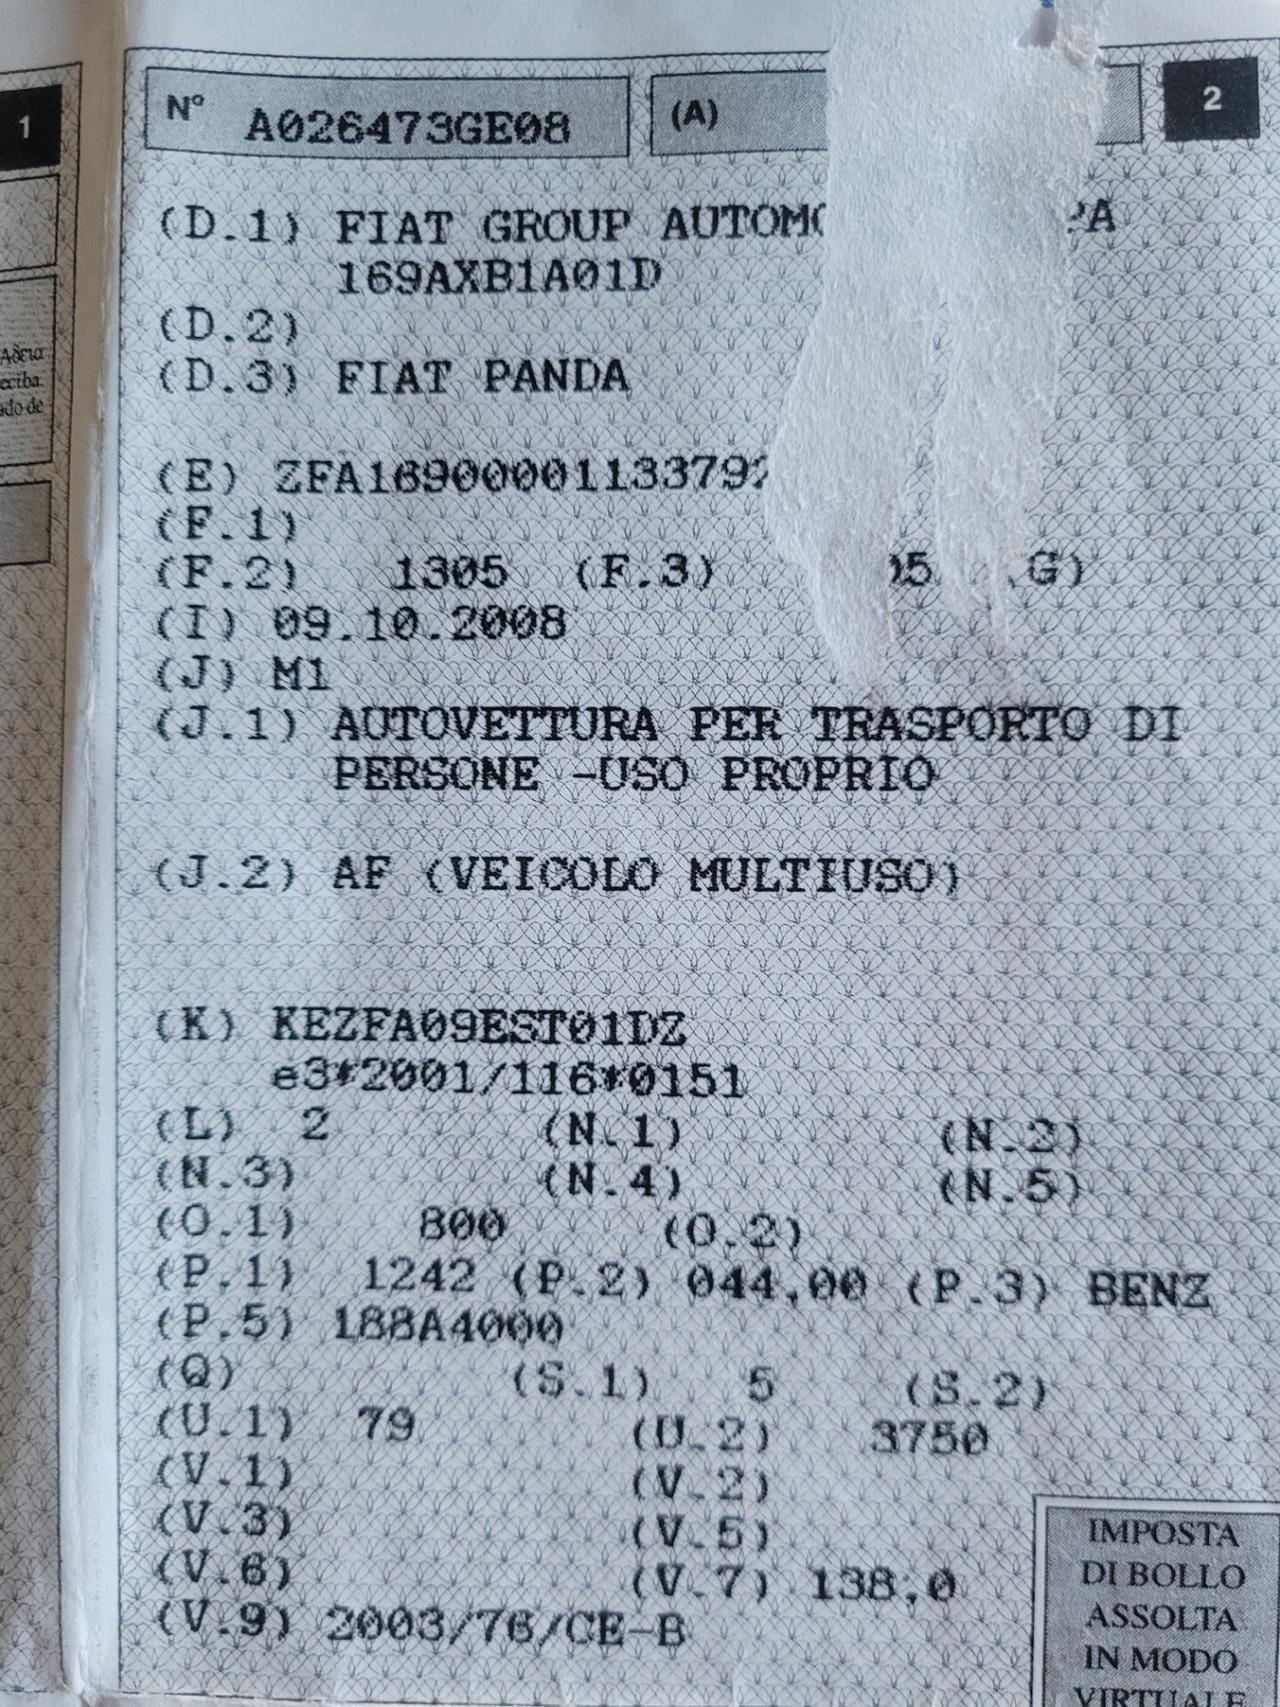 1
Nº A026473GE08 (A) 2
(D.1) FIAT GROUP
169AXB1A01D
(D.2)
(D.3) FIAT PANDA
(E)
(F.1)
(F.2) 1305 (F.3)
(I) 09.10.2008
(J) M1
(J.1) AUTOVETTURA PER TRASPORTO DI
PERSONE -USO PROPRIO
(J.2) AF (VEICOLO MULTIUSO)
(K) KEZFA09EST01DZ
e3*2001/116*0151
(L) 2 (N.1) (N.2)
(N.3) (N.4) (N.5)
(O.1) 800 (O.2)
(P.1) 1242 (P.2) 044,00 (P.3) BENZ
(P.5) 188A4000
(Q) (S.1) 5 (S.2)
(U.1) 79 (U.2) 3750
(V.1) (V.2)
(V.3) (V.5)
(V.6) (V.7) 138,0
(V.9) 2003/76/CE-B
IMPOSTA
DI BOLLO
ASSOLTA
IN MODO
VIRTUALE